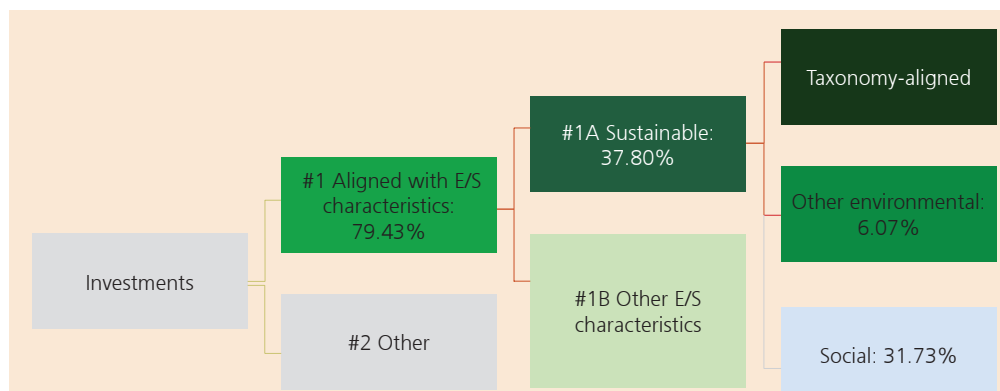 Investments
#1 Aligned with E/S
characteristics:
79.43%
#2 Other
#1A Sustainable:
37.80%
#1B Other E/S
characteristics
Taxonomy-aligned
Other environmental:
6.07%
Social: 31.73%